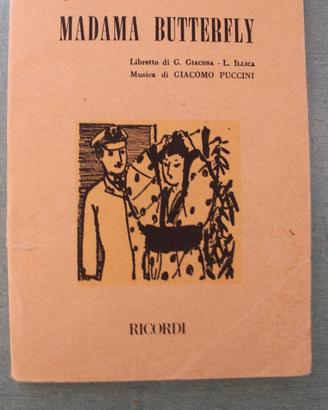 MADAMA BUTTERFLY
Libretto di G. Giacosa - L. Illica
Musica di GIACOMO PUCCINI
RICORDI